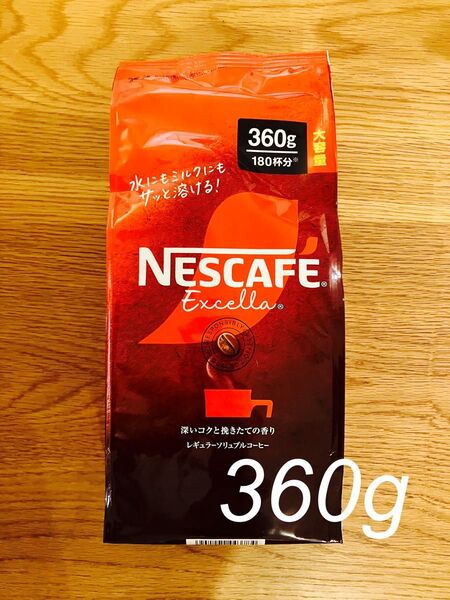 360g
180杯分※
大容量
水にもミルクにも
サッと溶ける!
NESCAFE®
Excella®
深いコクと挽きたての香り
レギュラーソリュブルコーヒー
360g